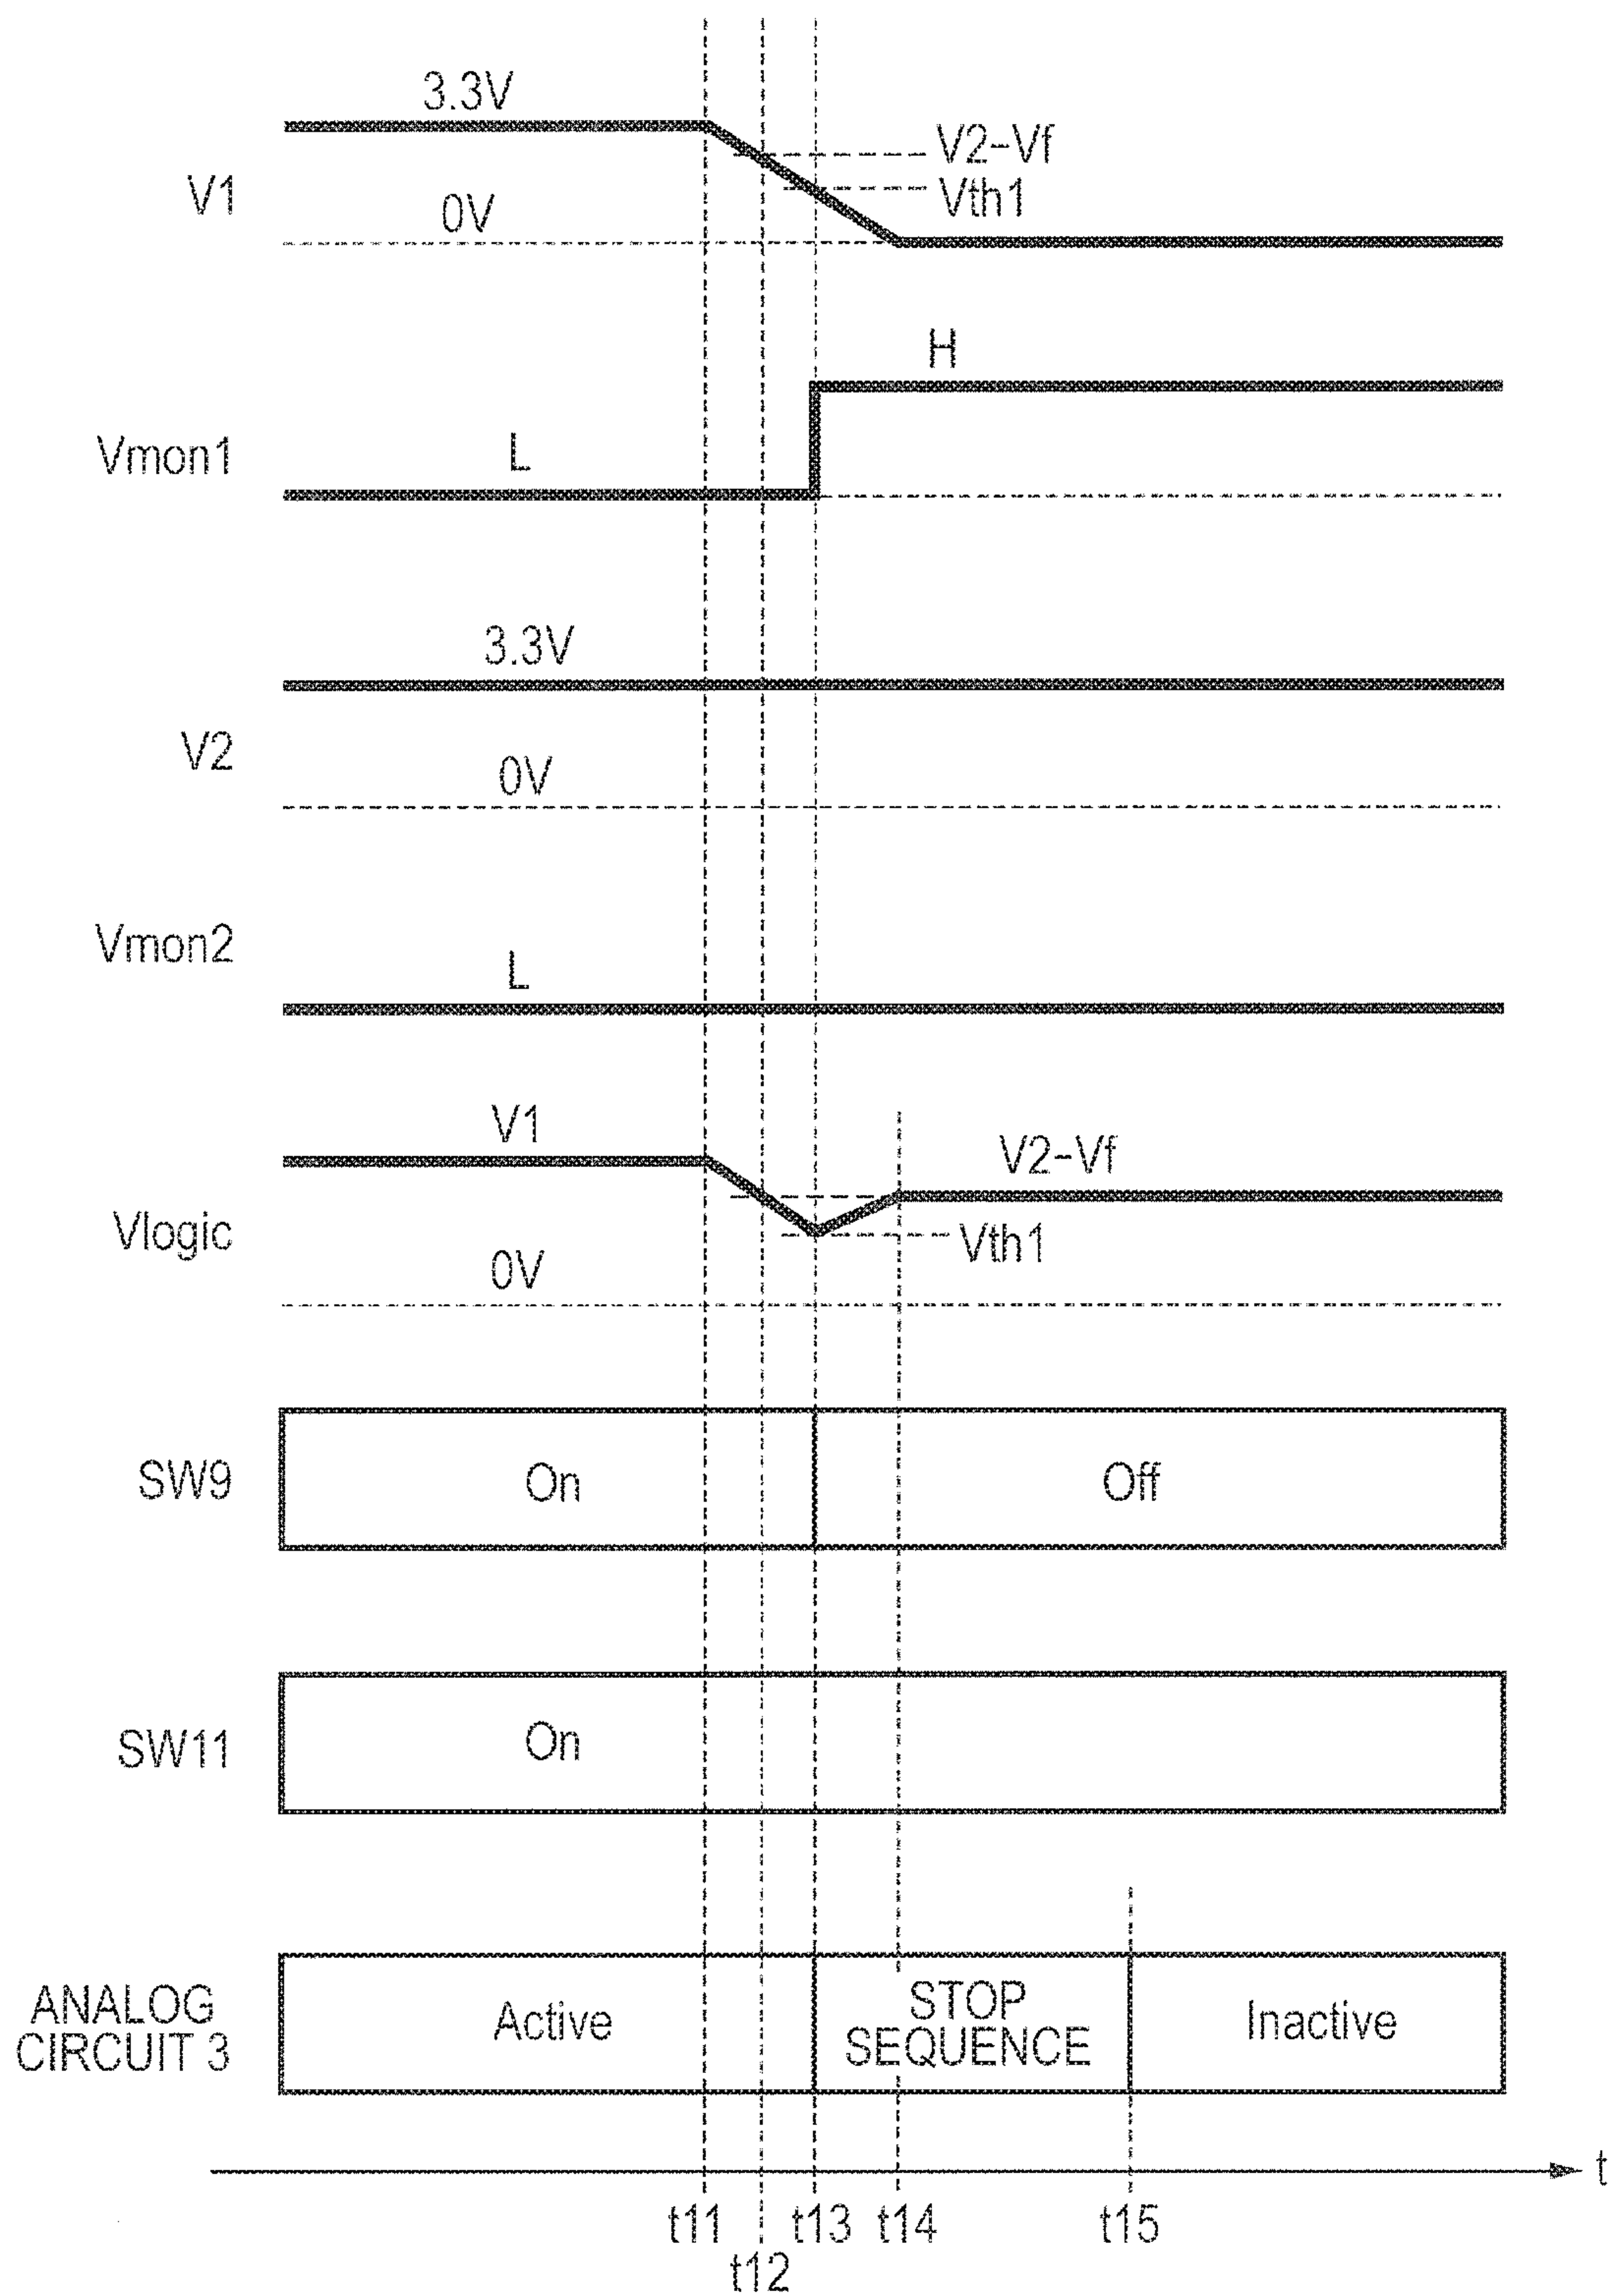 3.3V
V2-Vf
V1
Vth1
0V
H
Vmon1
L
3.3V
V2
0V
Vmon2
L
V1
V2-Vf
Vlogic
Vth1
0V
SW9
On
Off
SW11
On
ANALOG
CIRCUIT 3
Active
STOP
SEQUENCE
Inactive
t
t11
t13
t14
t15
t12